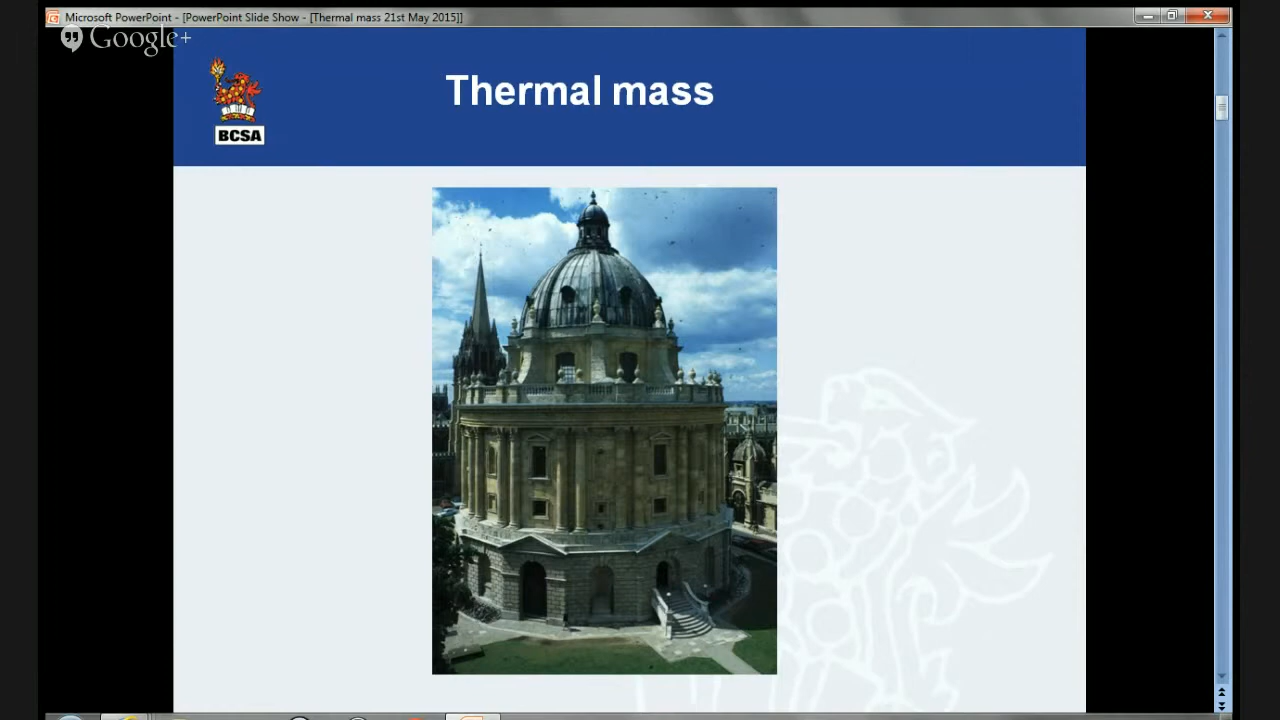 Microsoft PowerPoint - [PowerPoint Slide Show - [Thermal mass 21st May 2015]]
Google+
Thermal mass
BCSA